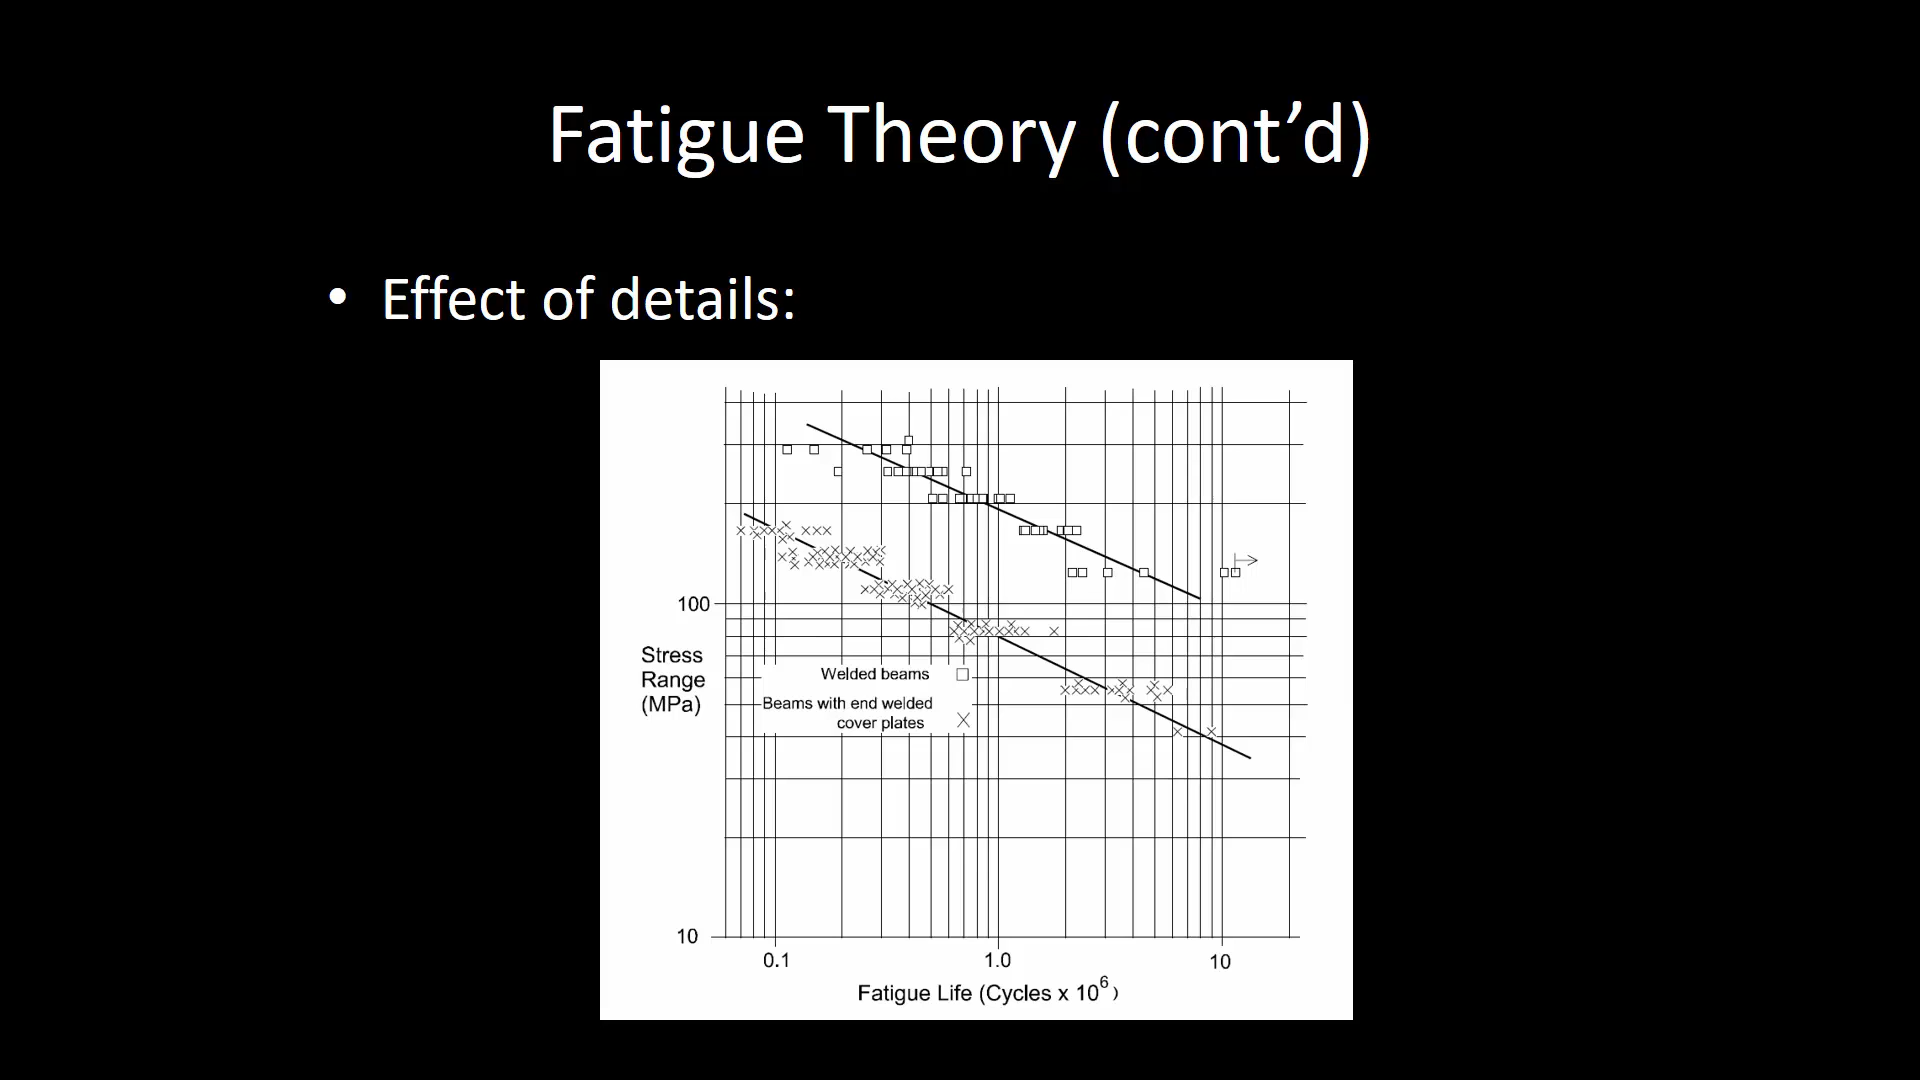 Fatigue Theory (cont’d)
• Effect of details:
100
Stress
Range
(MPa)
Welded beams
Beams with end welded
cover plates
10
0.1
1.0
10
Fatigue Life (Cycles x 10⁶)